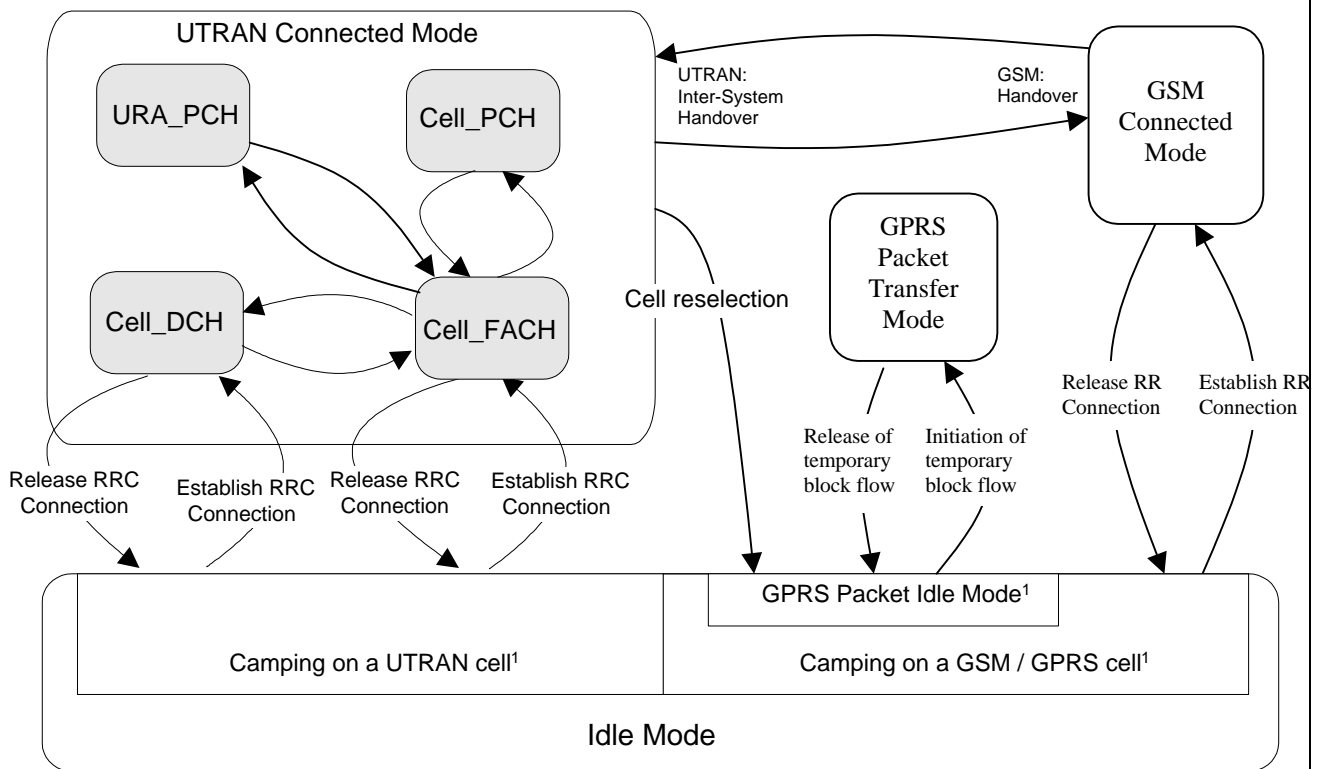 UTRAN Connected Mode
URA_PCH
Cell_PCH
Cell_DCH
Cell_FACH
UTRAN:
Inter-System
Handover
GSM:
Handover
GSM
Connected
Mode
GPRS
Packet
Transfer
Mode
Cell reselection
Release RRC
Connection
Establish RRC
Connection
Release RRC
Connection
Establish RRC
Connection
Release of
temporary
block flow
Initiation of
temporary
block flow
Release RR
Connection
Establish RR
Connection
GPRS Packet Idle Mode¹
Camping on a UTRAN cell¹
Camping on a GSM / GPRS cell¹
Idle Mode